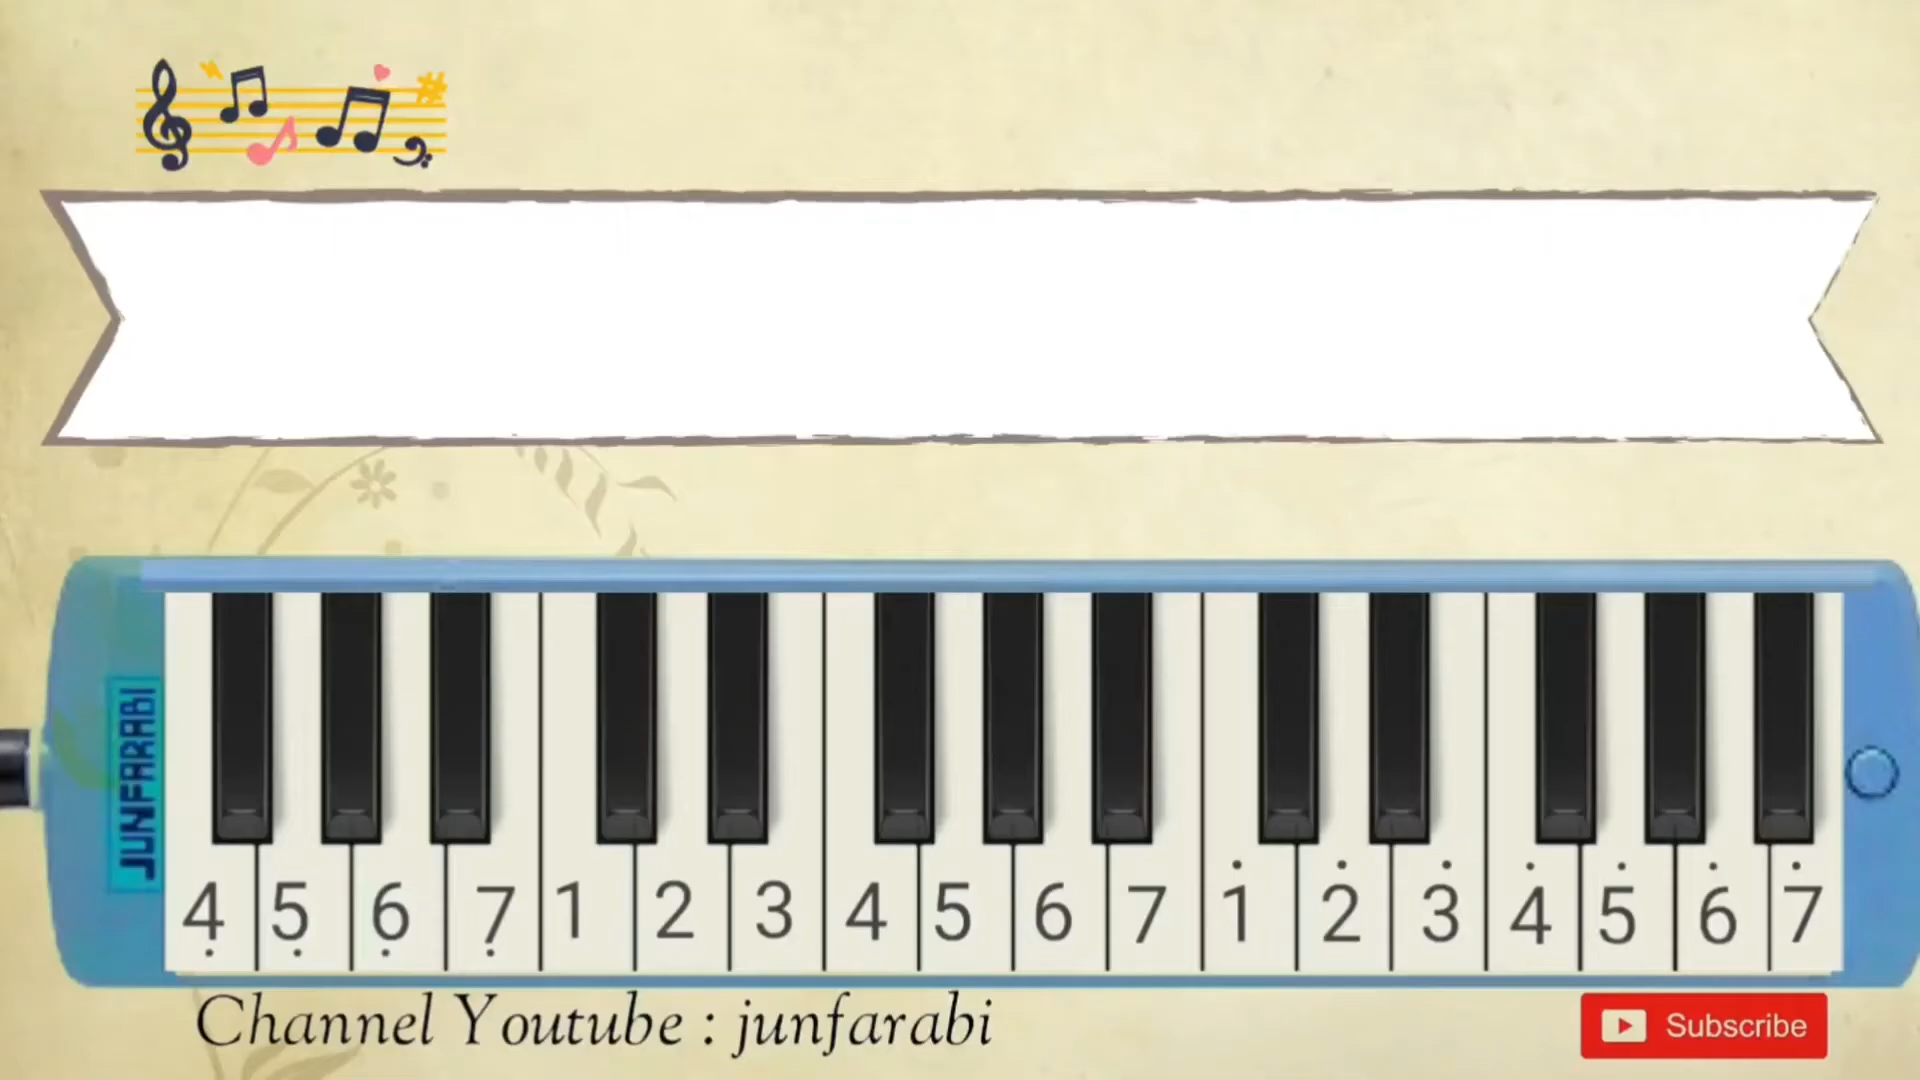 JUNFARABI
4̣ 5̣ 6̣ 7̣ 1 2 3 4 5 6 7 1̇ 2̇ 3̇ 4̇ 5̇ 6̇ 7̇
Channel Youtube : junfarabi
Subscribe